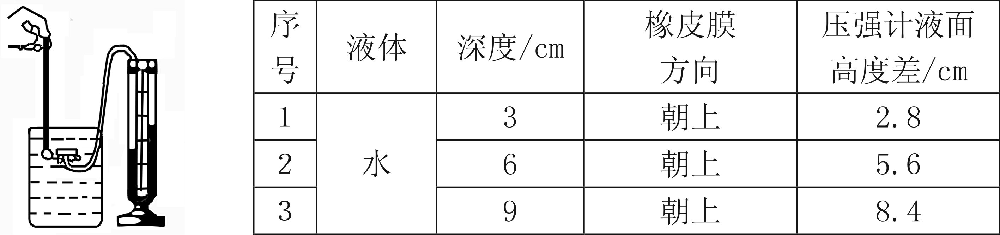 序号 液体 深度/cm 橡皮膜方向 压强计液面高度差/cm
1 水 3 朝上 2.8
2 6 朝上 5.6
3 9 朝上 8.4